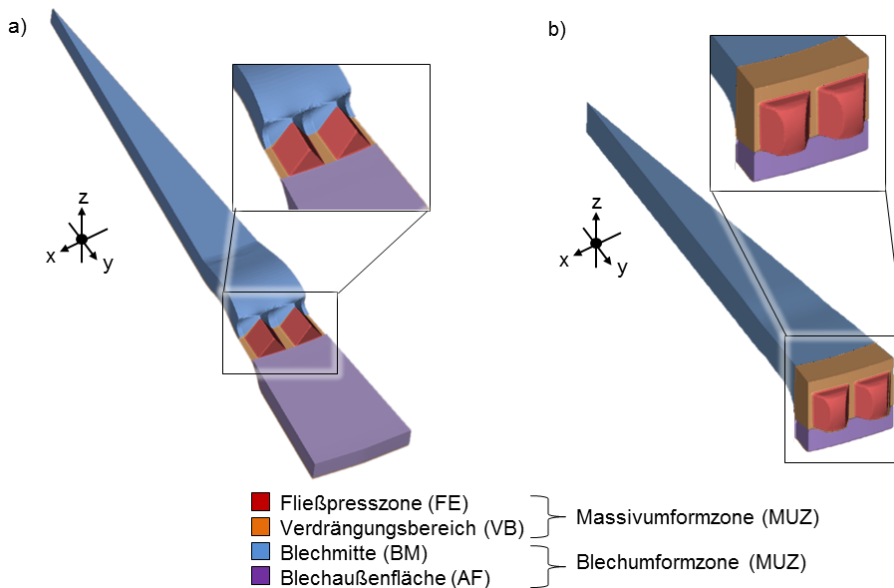 a)
b)
z
x
y
z
x
y
Fließpresszone (FE)
Verdrängungsbereich (VB)
Massivumformzone (MUZ)
Blechmitte (BM)
Blechaußenfläche (AF)
Blechumformzone (MUZ)